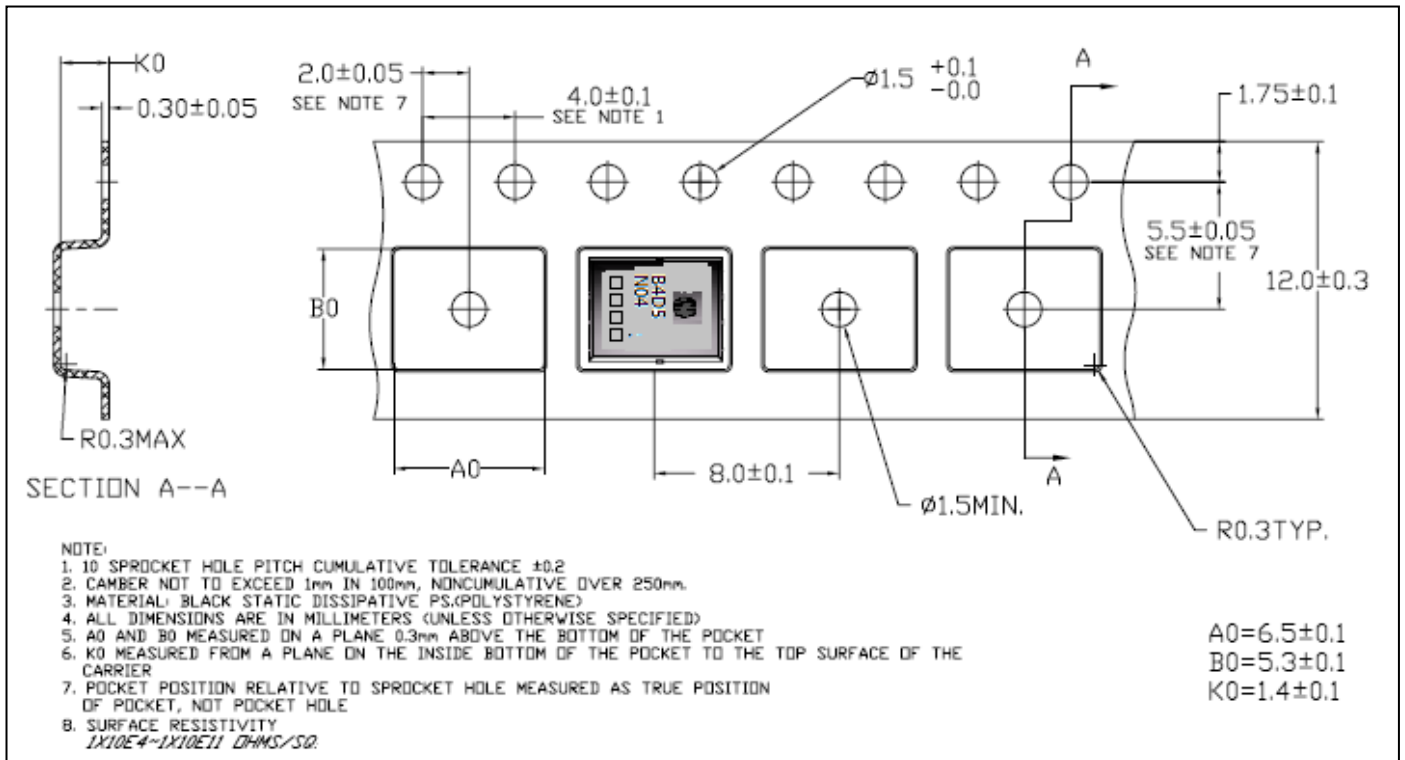 K0
0.30±0.05
2.0±0.05
SEE NOTE 7
4.0±0.1
SEE NOTE 1
Ø1.5 +0.1
-0.0
A
1.75±0.1
5.5±0.05
SEE NOTE 7
12.0±0.3
B0
B4D5
N04
R0.3MAX
A0
8.0±0.1
A
SECTION A--A
Ø1.5MIN.
R0.3TYP.
NOTE:
1. 10 SPROCKET HOLE PITCH CUMULATIVE TOLERANCE ±0.2
2. CAMBER NOT TO EXCEED 1mm IN 100mm, NONCUMULATIVE OVER 250mm.
3. MATERIAL: BLACK STATIC DISSIPATIVE PS.(POLYSTYRENE)
4. ALL DIMENSIONS ARE IN MILLIMETERS (UNLESS OTHERWISE SPECIFIED)
5. A0 AND B0 MEASURED ON A PLANE 0.3mm ABOVE THE BOTTOM OF THE POCKET
6. K0 MEASURED FROM A PLANE ON THE INSIDE BOTTOM OF THE POCKET TO THE TOP SURFACE OF THE
CARRIER
7. POCKET POSITION RELATIVE TO SPROCKET HOLE MEASURED AS TRUE POSITION
OF POCKET, NOT POCKET HOLE
8. SURFACE RESISTIVITY
1X10E4~1X10E11 OHMS/SQ.
A0=6.5±0.1
B0=5.3±0.1
K0=1.4±0.1